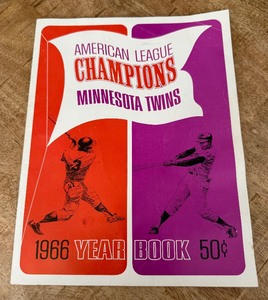 AMERICAN LEAGUE
CHAMPIONS
MINNESOTA TWINS
1966 YEAR BOOK 50¢